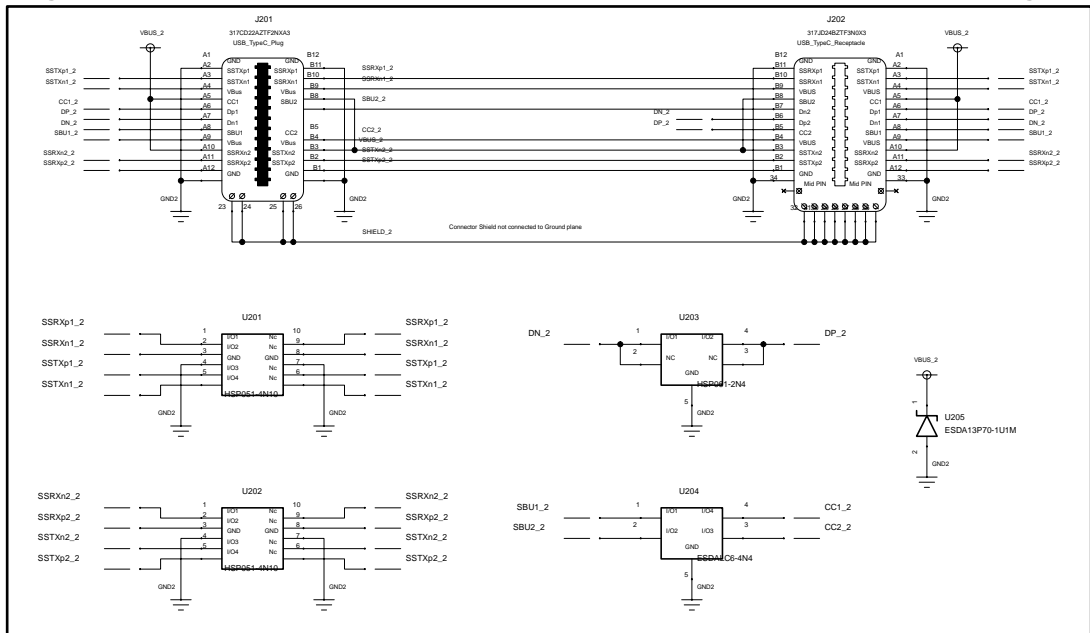 J201
317CD22AZTF2NXA3
USB_TypeC_Plug
VBUS_2
A1
A2
A3
A4
A5
A6
A7
A8
A9
A10
A11
A12
GND
SSTXp1
SSTXn1
VBus
CC1
Dp1
Dn1
SBU1
VBus
SSRXn2
SSRXp2
GND
GND
SSRXp1
SSRXn1
VBus
SBU2
CC2
VBus
SSTXn2
SSTXp2
GND
B12
B11
B10
B9
B8
B5
B4
B3
B2
B1
SSTXp1_2
SSTXn1_2
CC1_2
DP_2
DN_2
SBU1_2
SSRXn2_2
SSRXp2_2
SSRXp1_2
SSRXn1_2
SBU2_2
CC2_2
VBUS_2
SSTXn2_2
SSTXp2_2
GND2
GND2
23
24
25
26
SHIELD_2
Connector Shield not connected to Ground plane
J202
317JD24BZTF3N0X3
USB_TypeC_Receptacle
VBUS_2
B12
B11
B10
B9
B8
B7
B6
B5
B4
B3
B2
B1
34
GND
SSRXp1
SSRXn1
VBUS
SBU2
Dn2
Dp2
CC2
VBUS
SSTXn2
SSTXp2
GND
Mid PIN
GND
SSTXp1
SSTXn1
VBUS
CC1
Dp1
Dn1
SBU1
VBUS
SSRXn2
SSRXp2
GND
Mid PIN
A1
A2
A3
A4
A5
A6
A7
A8
A9
A10
A11
A12
33
DN_2
DP_2
SSTXp1_2
SSTXn1_2
CC1_2
DP_2
DN_2
SBU1_2
SSRXn2_2
SSRXp2_2
GND2
GND2
U201
SSRXp1_2
SSRXn1_2
SSTXp1_2
SSTXn1_2
1
2
3
4
5
I/O1
I/O2
GND
I/O3
I/O4
Nc
Nc
GND
Nc
Nc
10
9
8
7
6
HSP051-4N10
SSRXp1_2
SSRXn1_2
SSTXp1_2
SSTXn1_2
GND2
GND2
U203
DN_2
1
2
I/O1
I/O2
NC
NC
GND
4
3
DP_2
HSP061-2N4
5
GND2
VBUS_2
1
U205
ESDA13P70-1U1M
2
GND2
U202
SSRXn2_2
SSRXp2_2
SSTXn2_2
SSTXp2_2
1
2
3
4
5
I/O1
I/O2
GND
I/O3
I/O4
Nc
Nc
GND
Nc
Nc
10
9
8
7
6
HSP051-4N10
SSRXn2_2
SSRXp2_2
SSTXn2_2
SSTXp2_2
GND2
GND2
U204
SBU1_2
SBU2_2
1
2
I/O1
I/O4
I/O2
I/O3
GND
4
3
CC1_2
CC2_2
ESDALC6-4N4
5
GND2